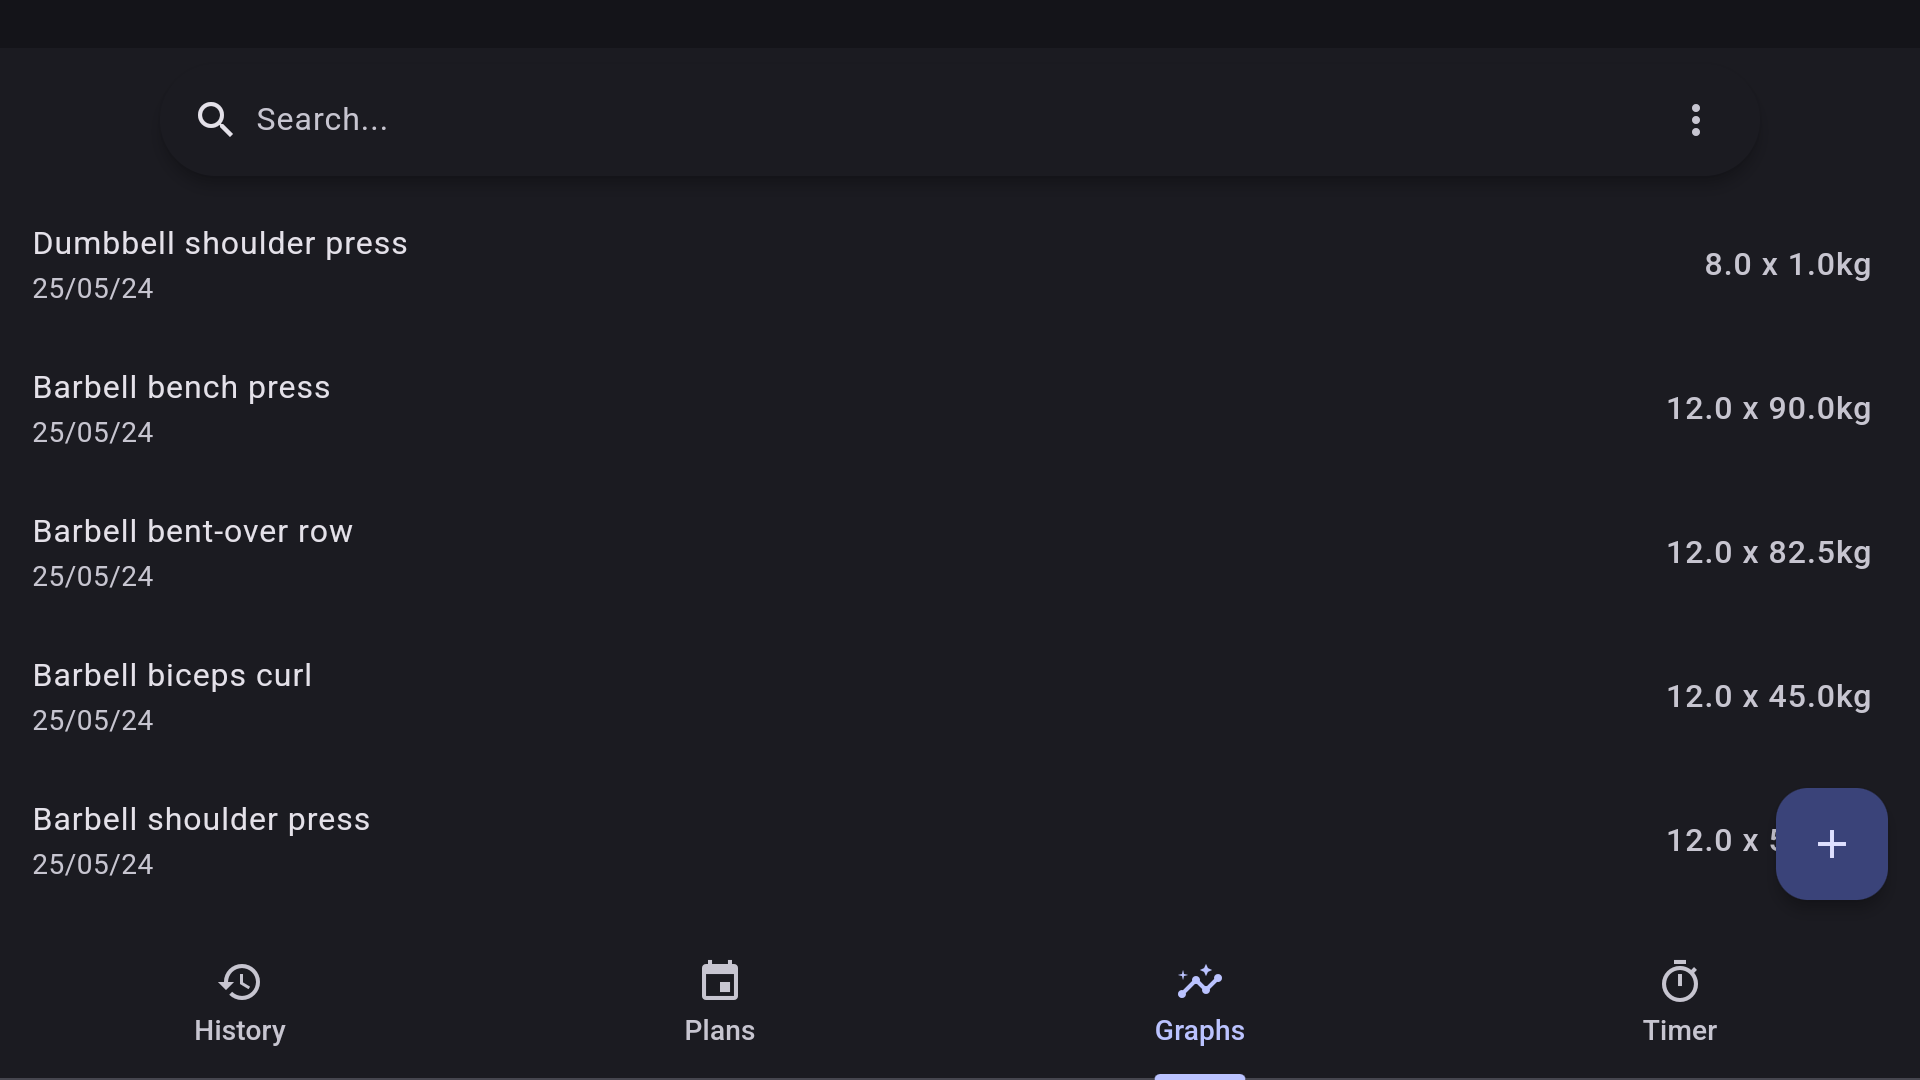 Search...
Dumbbell shoulder press
25/05/24
8.0 x 1.0kg
Barbell bench press
25/05/24
12.0 x 90.0kg
Barbell bent-over row
25/05/24
12.0 x 82.5kg
Barbell biceps curl
25/05/24
12.0 x 45.0kg
Barbell shoulder press
25/05/24
12.0 x
History
Plans
Graphs
Timer